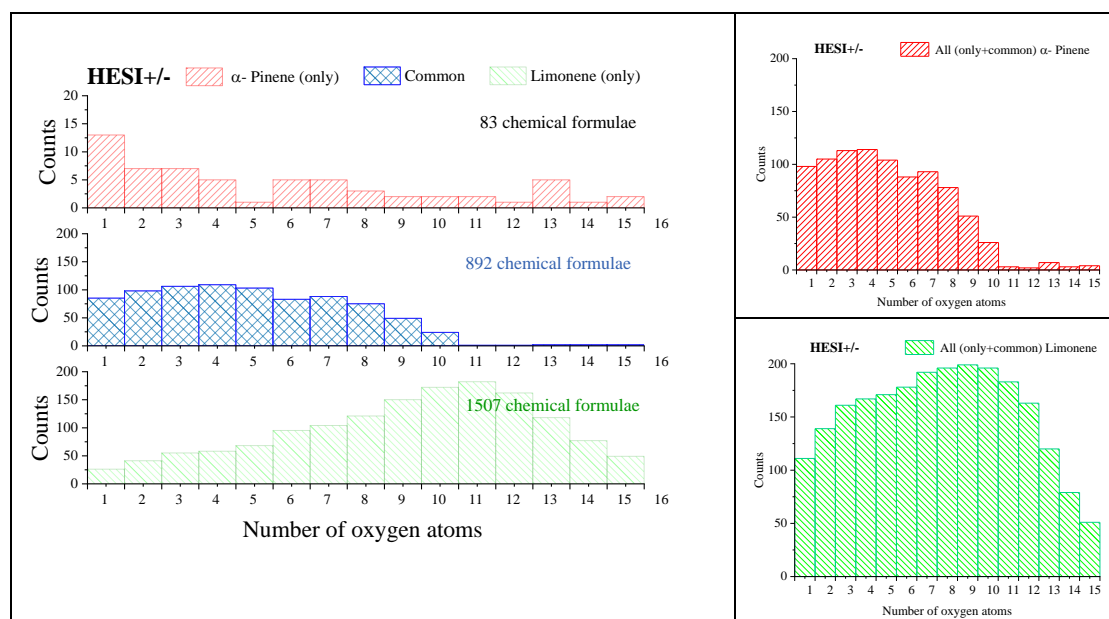 HESI+/- α- Pinene (only) Common Limonene (only)
20
15
10
5
0
Counts
83 chemical formulae
1 2 3 4 5 6 7 8 9 10 11 12 13 14 15 16
200
150
100
50
0
Counts
892 chemical formulae
1 2 3 4 5 6 7 8 9 10 11 12 13 14 15 16
200
150
100
50
0
Counts
1507 chemical formulae
1 2 3 4 5 6 7 8 9 10 11 12 13 14 15 16
Number of oxygen atoms
HESI+/- All (only+common) α- Pinene
200
150
100
50
0
Counts
1 2 3 4 5 6 7 8 9 10 11 12 13 14 15
Number of oxygen atoms
HESI+/- All (only+common) Limonene
200
150
100
50
0
Counts
1 2 3 4 5 6 7 8 9 10 11 12 13 14 15
Number of oxygen atoms